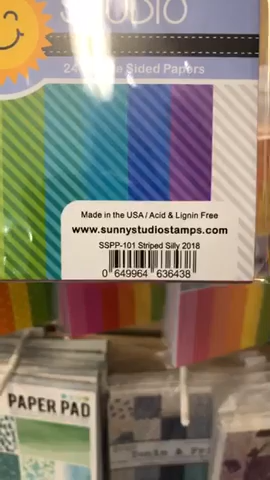 STUDIO
24 Double Sided Papers
Made in the USA / Acid & Lignin Free
www.sunnystudiostamps.com
SSPP-101 Striped Silly 2018
0 649964 636438
PAPER PAD